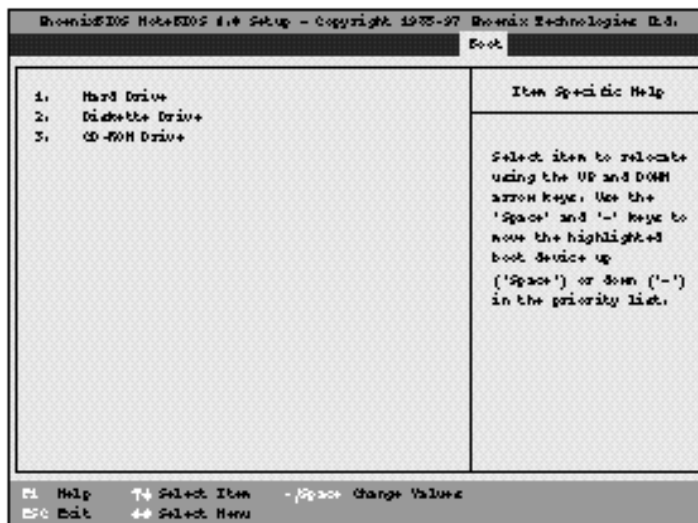 PhoenixBIOS NoteBIOS 4.0 Setup - Copyright 1985-97 Phoenix Technologies Ltd.
Boot
1. Hard Drive
2. Diskette Drive
3. CD-ROM Drive
Item Specific Help
Select item to relocate
using the UP and DOWN
arrow keys. Use the
'Space' and '-' keys to
move the highlighted
boot device up
('Space') or down ('-')
in the priority list.
F1 Help ↑↓ Select Item -/Space Change Values
ESC Exit ←→ Select Menu